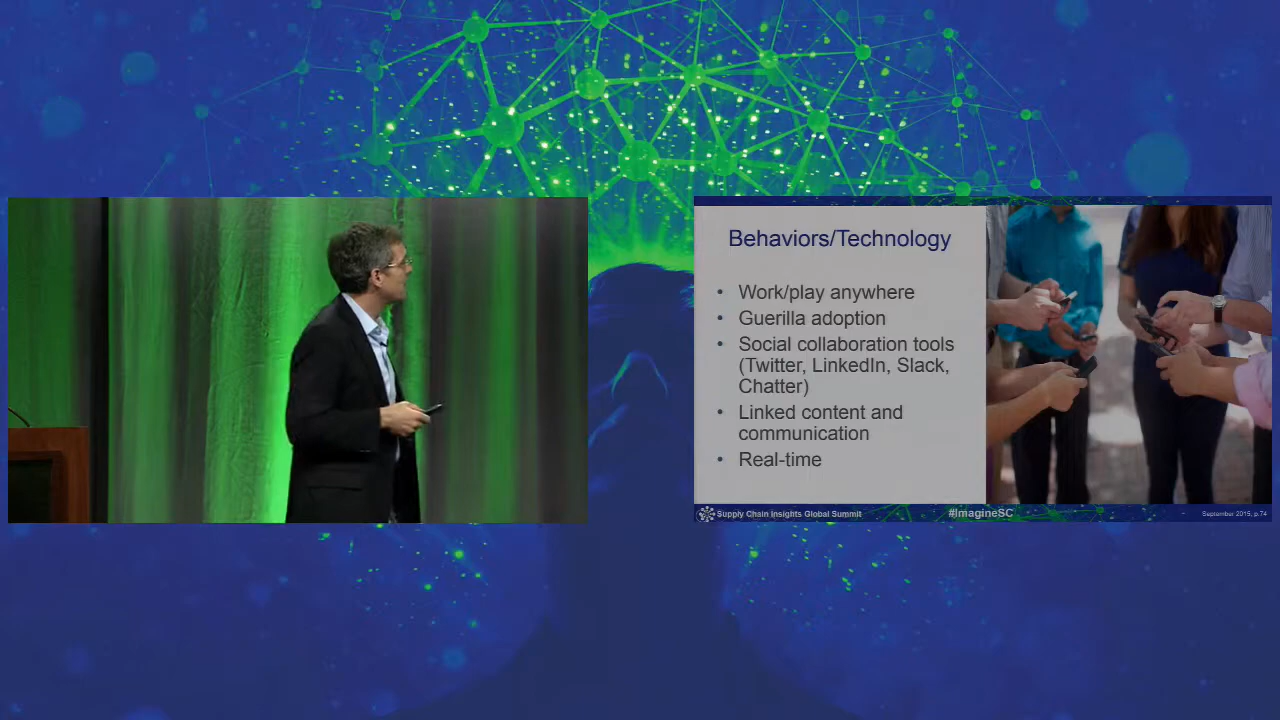 Behaviors/Technology
• Work/play anywhere
• Guerilla adoption
• Social collaboration tools
(Twitter, LinkedIn, Slack,
Chatter)
• Linked content and
communication
• Real-time
Supply Chain Insights Global Summit
#ImagineSC
September 2015, p.74